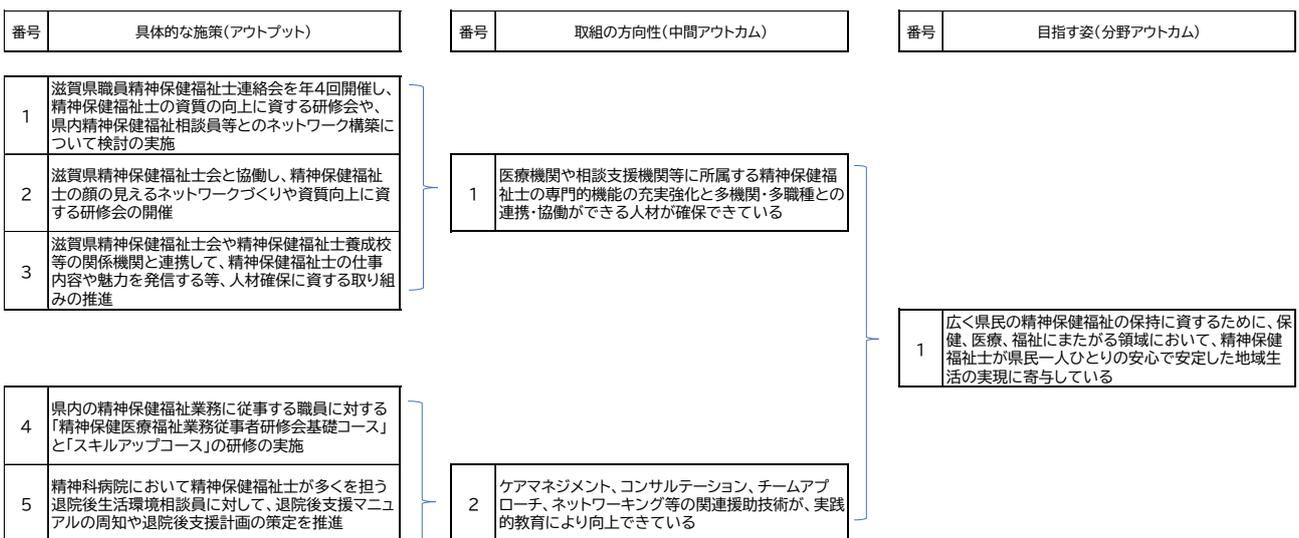 番号 具体的な施策(アウトプット) 番号 取組の方向性(中間アウトカム) 番号 目指す姿(分野アウトカム)
1
滋賀県職員精神保健福祉士連絡会を年4回開催し、
精神保健福祉士の資質の向上に資する研修会や、
県内精神保健福祉相談員等とのネットワーク構築に
ついて検討の実施
2
滋賀県精神保健福祉士会と協働し、精神保健福祉
士の顔の見えるネットワークづくりや資質向上に資
する研修会の開催
3
滋賀県精神保健福祉士会や精神保健福祉士養成校
等の関係機関と連携して、精神保健福祉士の仕事
内容や魅力を発信する等、人材確保に資する取り組
みの推進
4
県内の精神保健福祉業務に従事する職員に対する
「精神保健医療福祉業務従事者研修会基礎コース」
と「スキルアップコース」の研修の実施
5
精神科病院において精神保健福祉士が多くを担う
退院後生活環境相談員に対して、退院後支援マニュ
アルの周知や退院後支援計画の策定を推進
1
医療機関や相談支援機関等に所属する精神保健福
祉士の専門的機能の充実強化と多機関・多職種との
連携・協働ができる人材が確保できている
2
ケアマネジメント、コンサルテーション、チームアプ
ローチ、ネットワーキング等の関連援助技術が、実践
的教育により向上できている
1
広く県民の精神保健福祉の保持に資するために、保
健、医療、福祉にまたがる領域において、精神保健
福祉士が県民一人ひとりの安心で安定した地域生
活の実現に寄与している